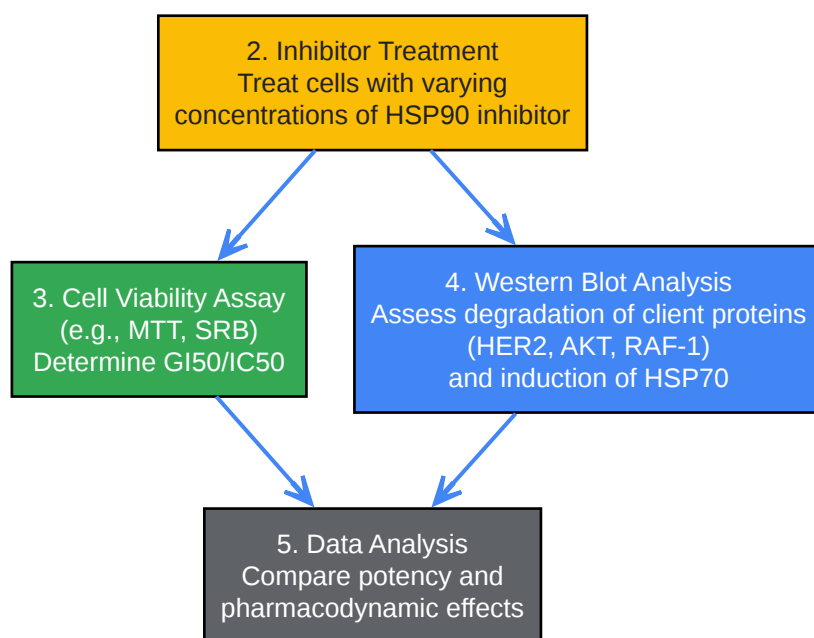 2. Inhibitor Treatment
Treat cells with varying
concentrations of HSP90 inhibitor
3. Cell Viability Assay
(e.g., MTT, SRB)
Determine GI50/IC50
4. Western Blot Analysis
Assess degradation of client proteins
(HER2, AKT, RAF-1)
and induction of HSP70
5. Data Analysis
Compare potency and
pharmacodynamic effects